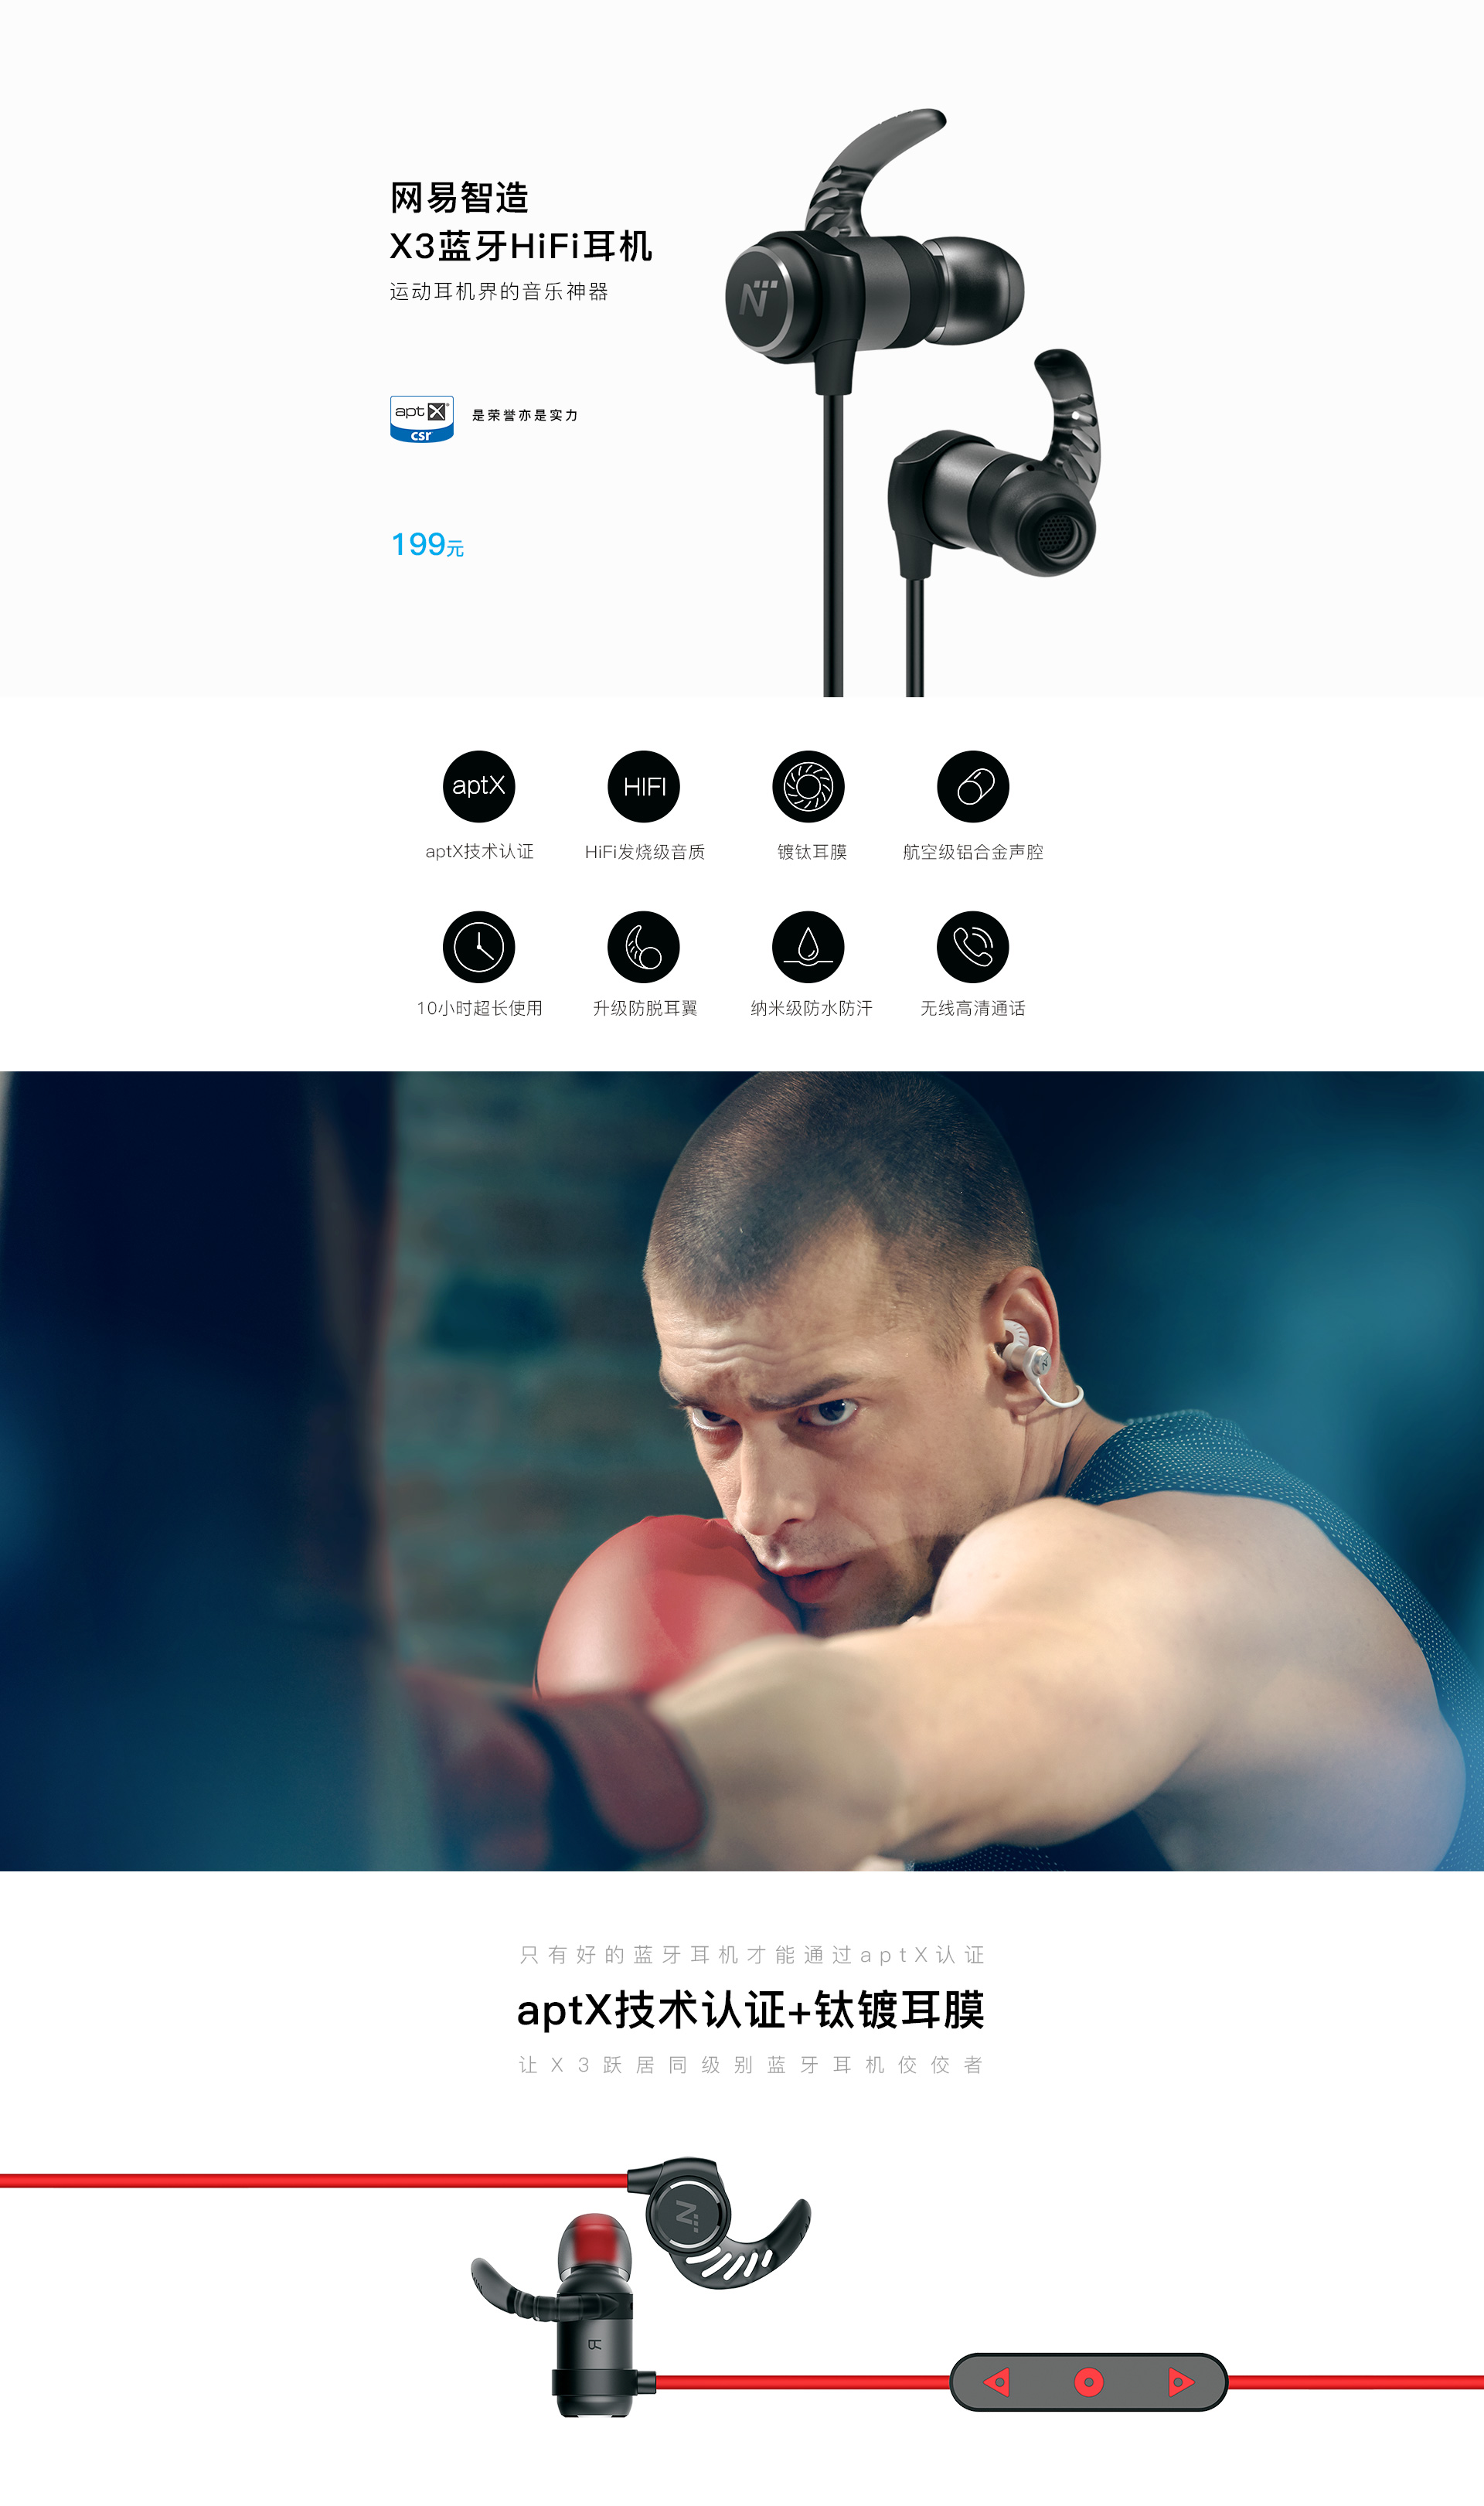 网易智造
X3蓝牙HiFi耳机
运动耳机界的音乐神器
aptX®
csr
是荣誉亦是实力
199元
aptX
HIFI
aptX技术认证
HiFi发烧级音质
镀钛耳膜
航空级铝合金声腔
10小时超长使用
升级防脱耳翼
纳米级防水防汗
无线高清通话
只有好的蓝牙耳机才能通过aptX认证
aptX技术认证+钛镀耳膜
让X3跃居同级别蓝牙耳机佼佼者
R